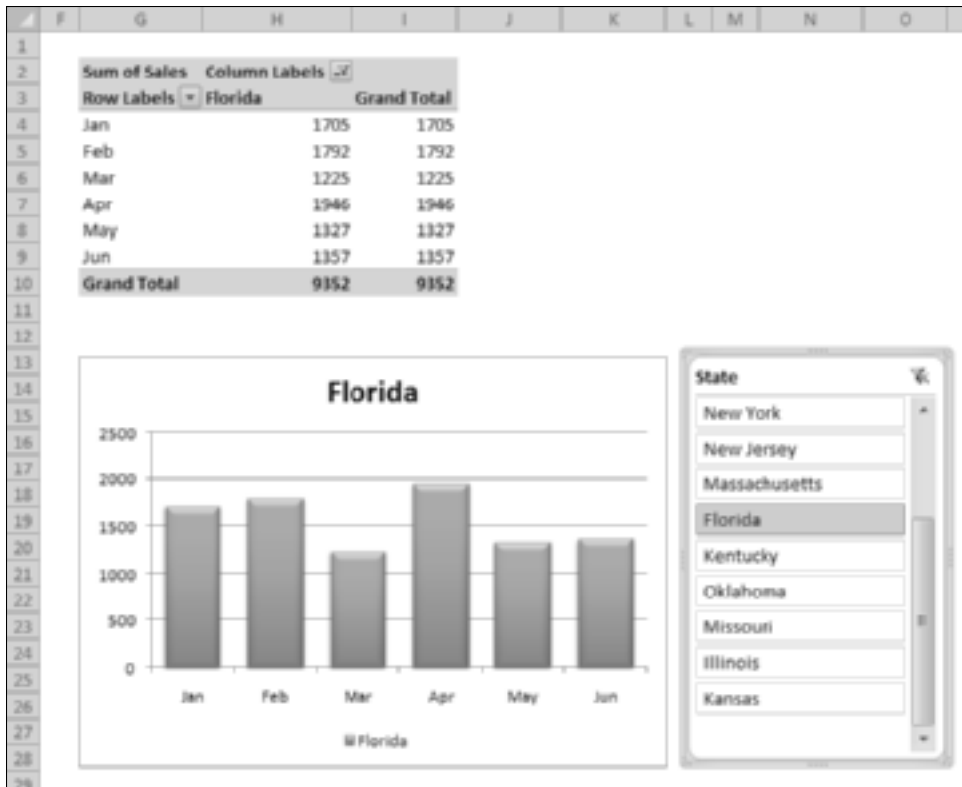 F G H I J K L M N O
1
2 Sum of Sales Column Labels
3 Row Labels Florida Grand Total
4 Jan 1705 1705
5 Feb 1792 1792
6 Mar 1225 1225
7 Apr 1946 1946
8 May 1327 1327
9 Jun 1357 1357
10 Grand Total 9352 9352
11
12
13
14
15
16
17
18
19
20
21
22
23
24
25
26
27
28
29
Florida
2500
2000
1500
1000
500
0
Jan Feb Mar Apr May Jun
Florida
State
New York
New Jersey
Massachusetts
Florida
Kentucky
Oklahoma
Missouri
Illinois
Kansas